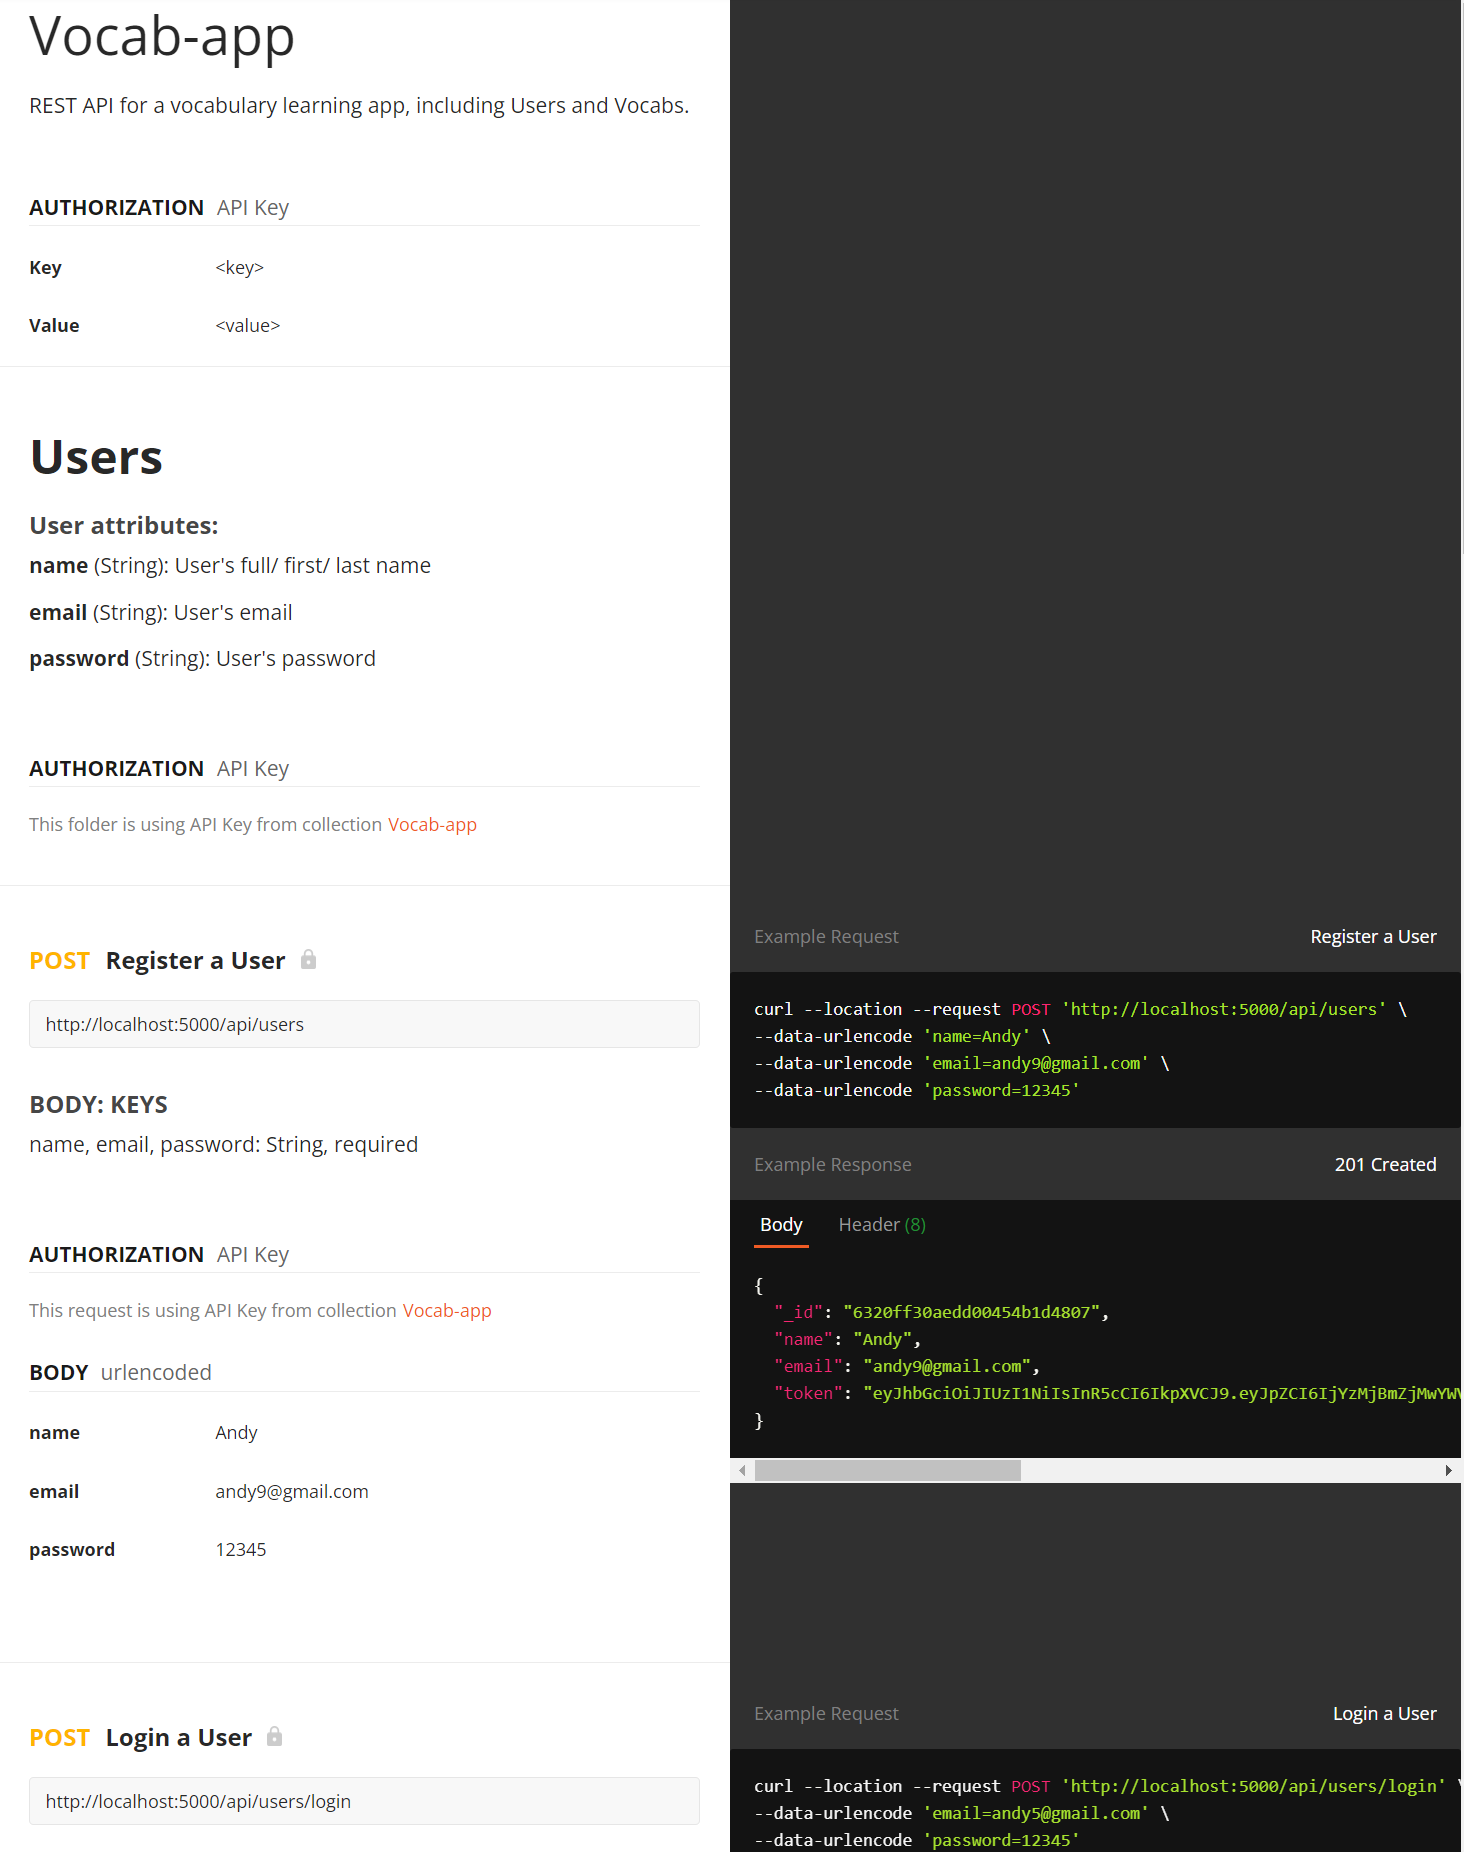 Vocab-app
REST API for a vocabulary learning app, including Users and Vocabs.
AUTHORIZATION API Key
Key <key>
Value <value>
Users
User attributes:
name (String): User's full/ first/ last name
email (String): User's email
password (String): User's password
AUTHORIZATION API Key
This folder is using API Key from collection Vocab-app
POST Register a User
http://localhost:5000/api/users
BODY: KEYS
name, email, password: String, required
AUTHORIZATION API Key
This request is using API Key from collection Vocab-app
BODY urlencoded
name Andy
email andy9@gmail.com
password 12345
Example Request Register a User
curl --location --request POST 'http://localhost:5000/api/users' \
--data-urlencode 'name=Andy' \
--data-urlencode 'email=andy9@gmail.com' \
--data-urlencode 'password=12345'
Example Response 201 Created
Body Header (8)
{
"_id": "6320ff30aedd00454b1d4807",
"name": "Andy",
"email": "andy9@gmail.com",
"token": "eyJhbGciOiJIUzI1NiIsInR5cCI6IkpXVCJ9.eyJpZCI6IjYzMjBmZjMwYWV
}
POST Login a User
http://localhost:5000/api/users/login
Example Request Login a User
curl --location --request POST 'http://localhost:5000/api/users/login' \
--data-urlencode 'email=andy5@gmail.com' \
--data-urlencode 'password=12345'